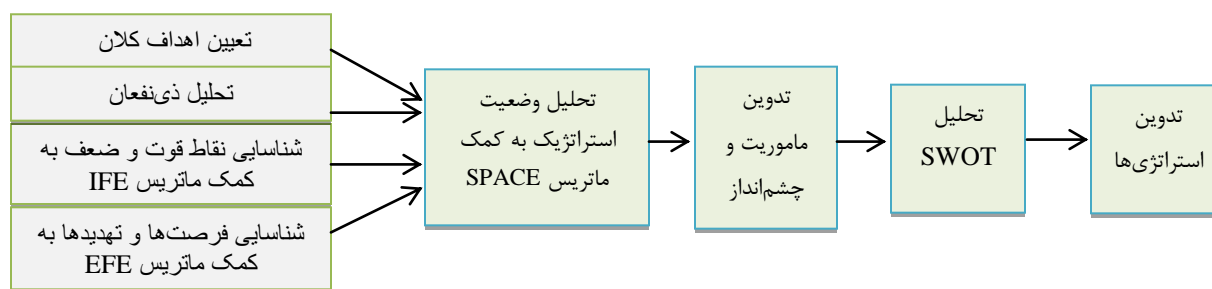 تعیین اهداف کلان
تحلیل ذی‌نفعان
شناسایی نقاط قوت و ضعف به
کمک ماتریس IFE
شناسایی فرصت‌ها و تهدیدها به
کمک ماتریس EFE
تحلیل وضعیت
استراتژیک به کمک
ماتریس SPACE
تدوین
ماموریت و
چشم‌انداز
تحلیل
SWOT
تدوین
استراتژی‌ها